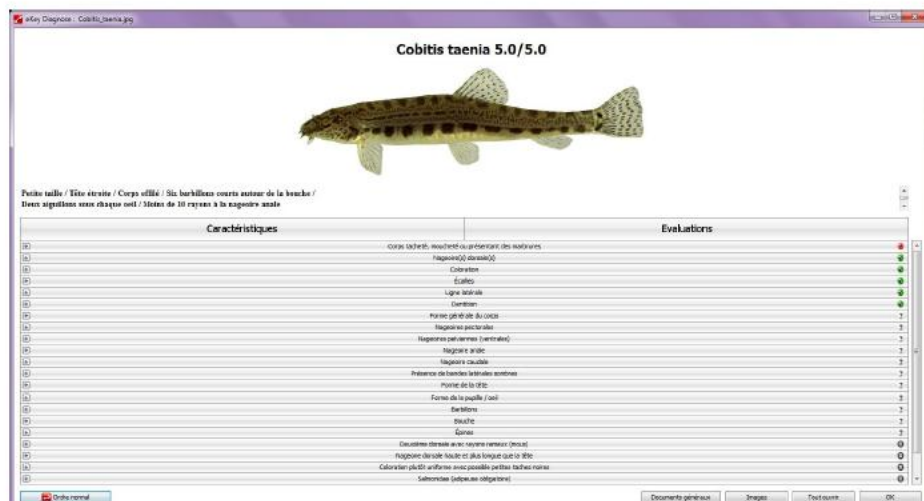 eKey Diagnose : Cobitis_taenia.jpg
Cobitis taenia 5.0/5.0
Petite taille / Tête étroite / Corps effilé / Six barbillons courts autour de la bouche /
Deux aiguillons sous chaque oeil / Moins de 10 rayons à la nageoire anale
Caractéristiques Evaluations
Corps tacheté, moucheté ou présentant des marbrures
Nageoire(s) dorsale(s)
Coloration
Écailles
Ligne latérale
Dentition
Forme générale du corps ?
Nageoires pectorales ?
Nageoires pelviennes (ventrales) ?
Nageoire anale ?
Nageoire caudale ?
Présence de bandes latérales sombres ?
Forme de la tête ?
Forme de la pupille / oeil ?
Barbillons ?
Bouche ?
Épines ?
Deuxième dorsale avec rayons rameux (mous)
Nageoire dorsale haute et plus longue que la tête
Coloration plutôt uniforme avec possible petites taches noires
Salmonidae (adipeuse obligatoire)
Ordre normal Documents généraux Images Tout ouvrir OK